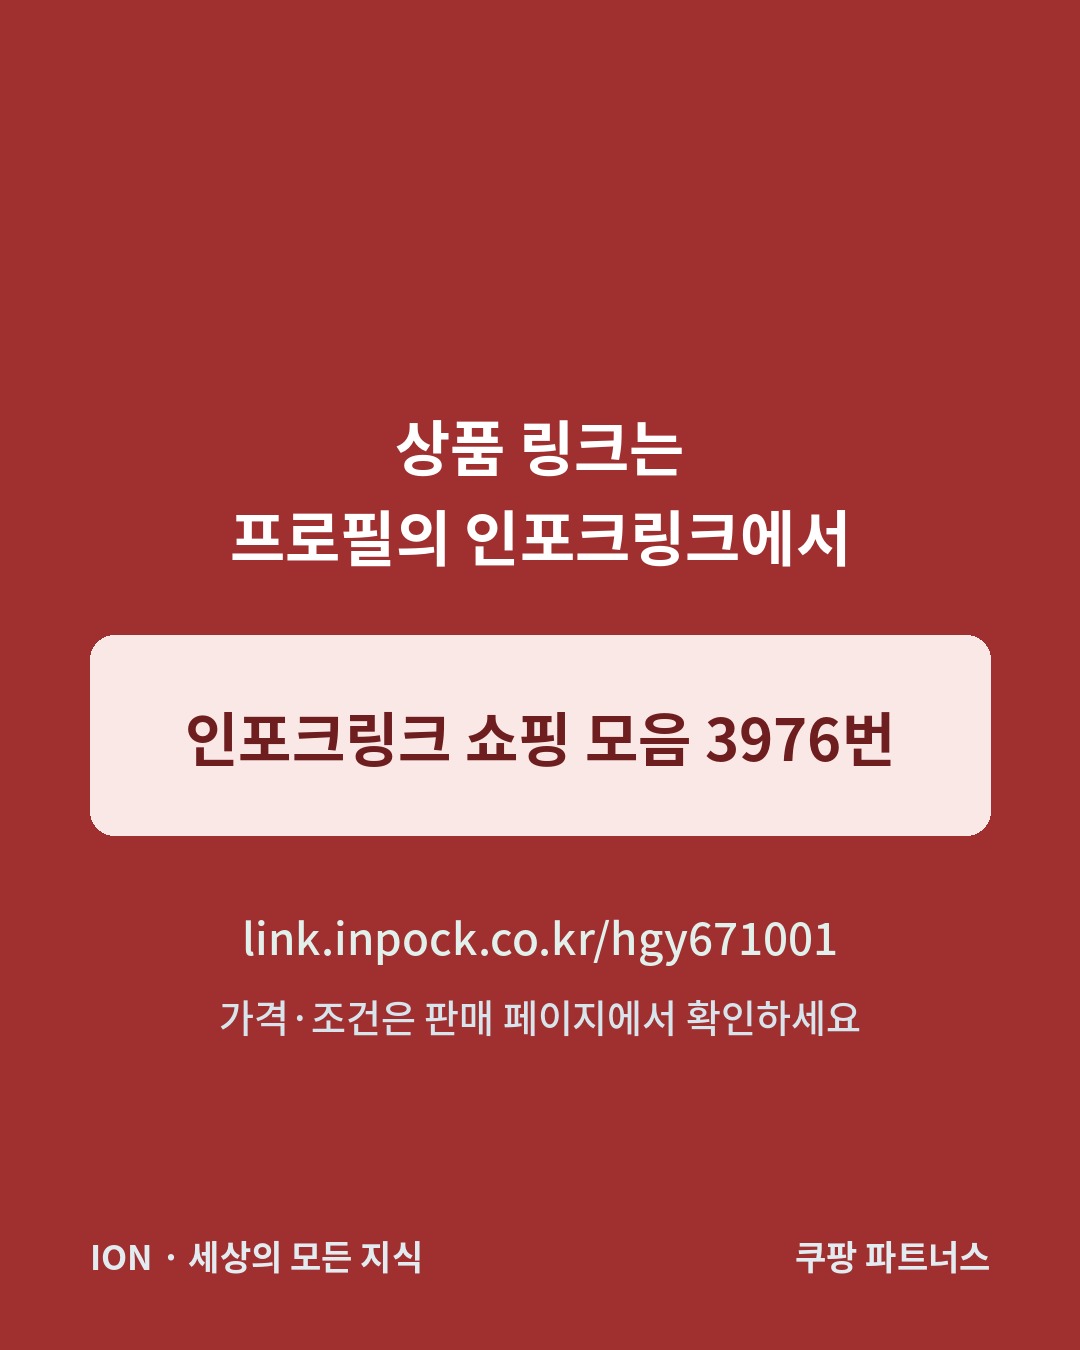 상품 링크는
프로필의 인포크링크에서
인포크링크 쇼핑 모음 3976번
link.inpock.co.kr/hgy671001
가격·조건은 판매 페이지에서 확인하세요
ION · 세상의 모든 지식
쿠팡 파트너스